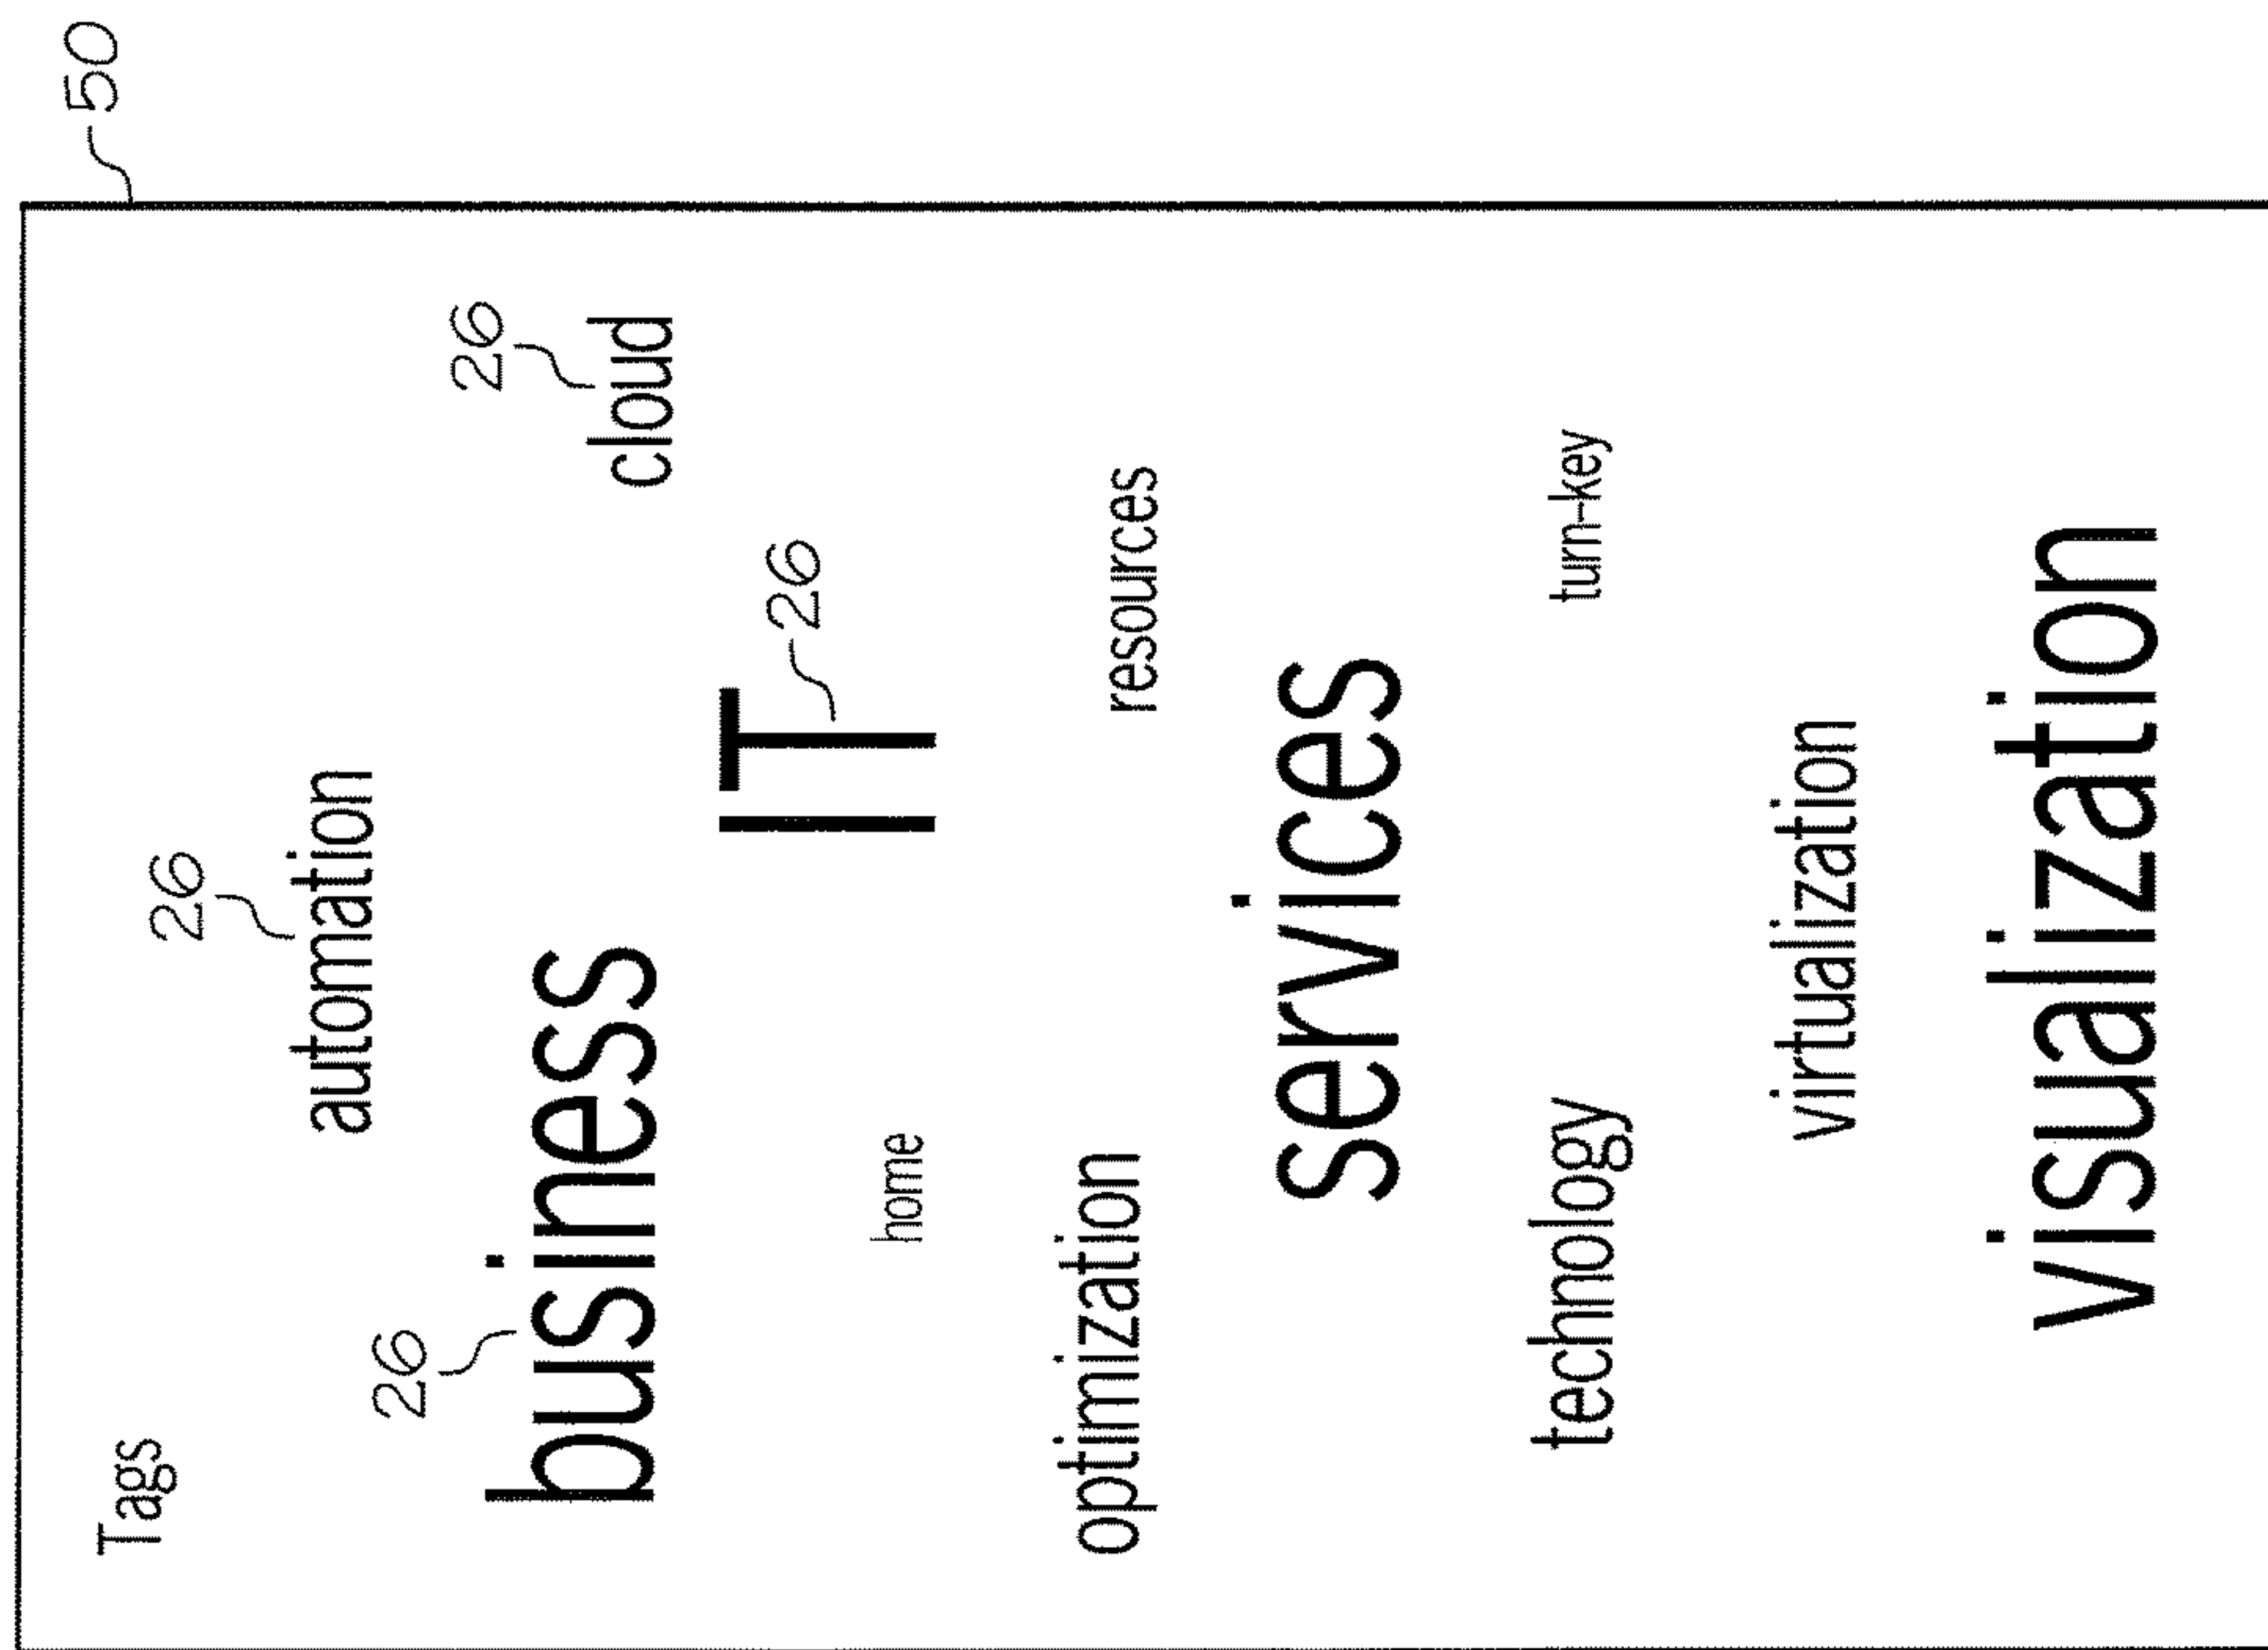 50
Tags
26
automation
26
business
26
cloud
26
IT
home
optimization
resources
services
technology
turn-key
virtualization
visualization